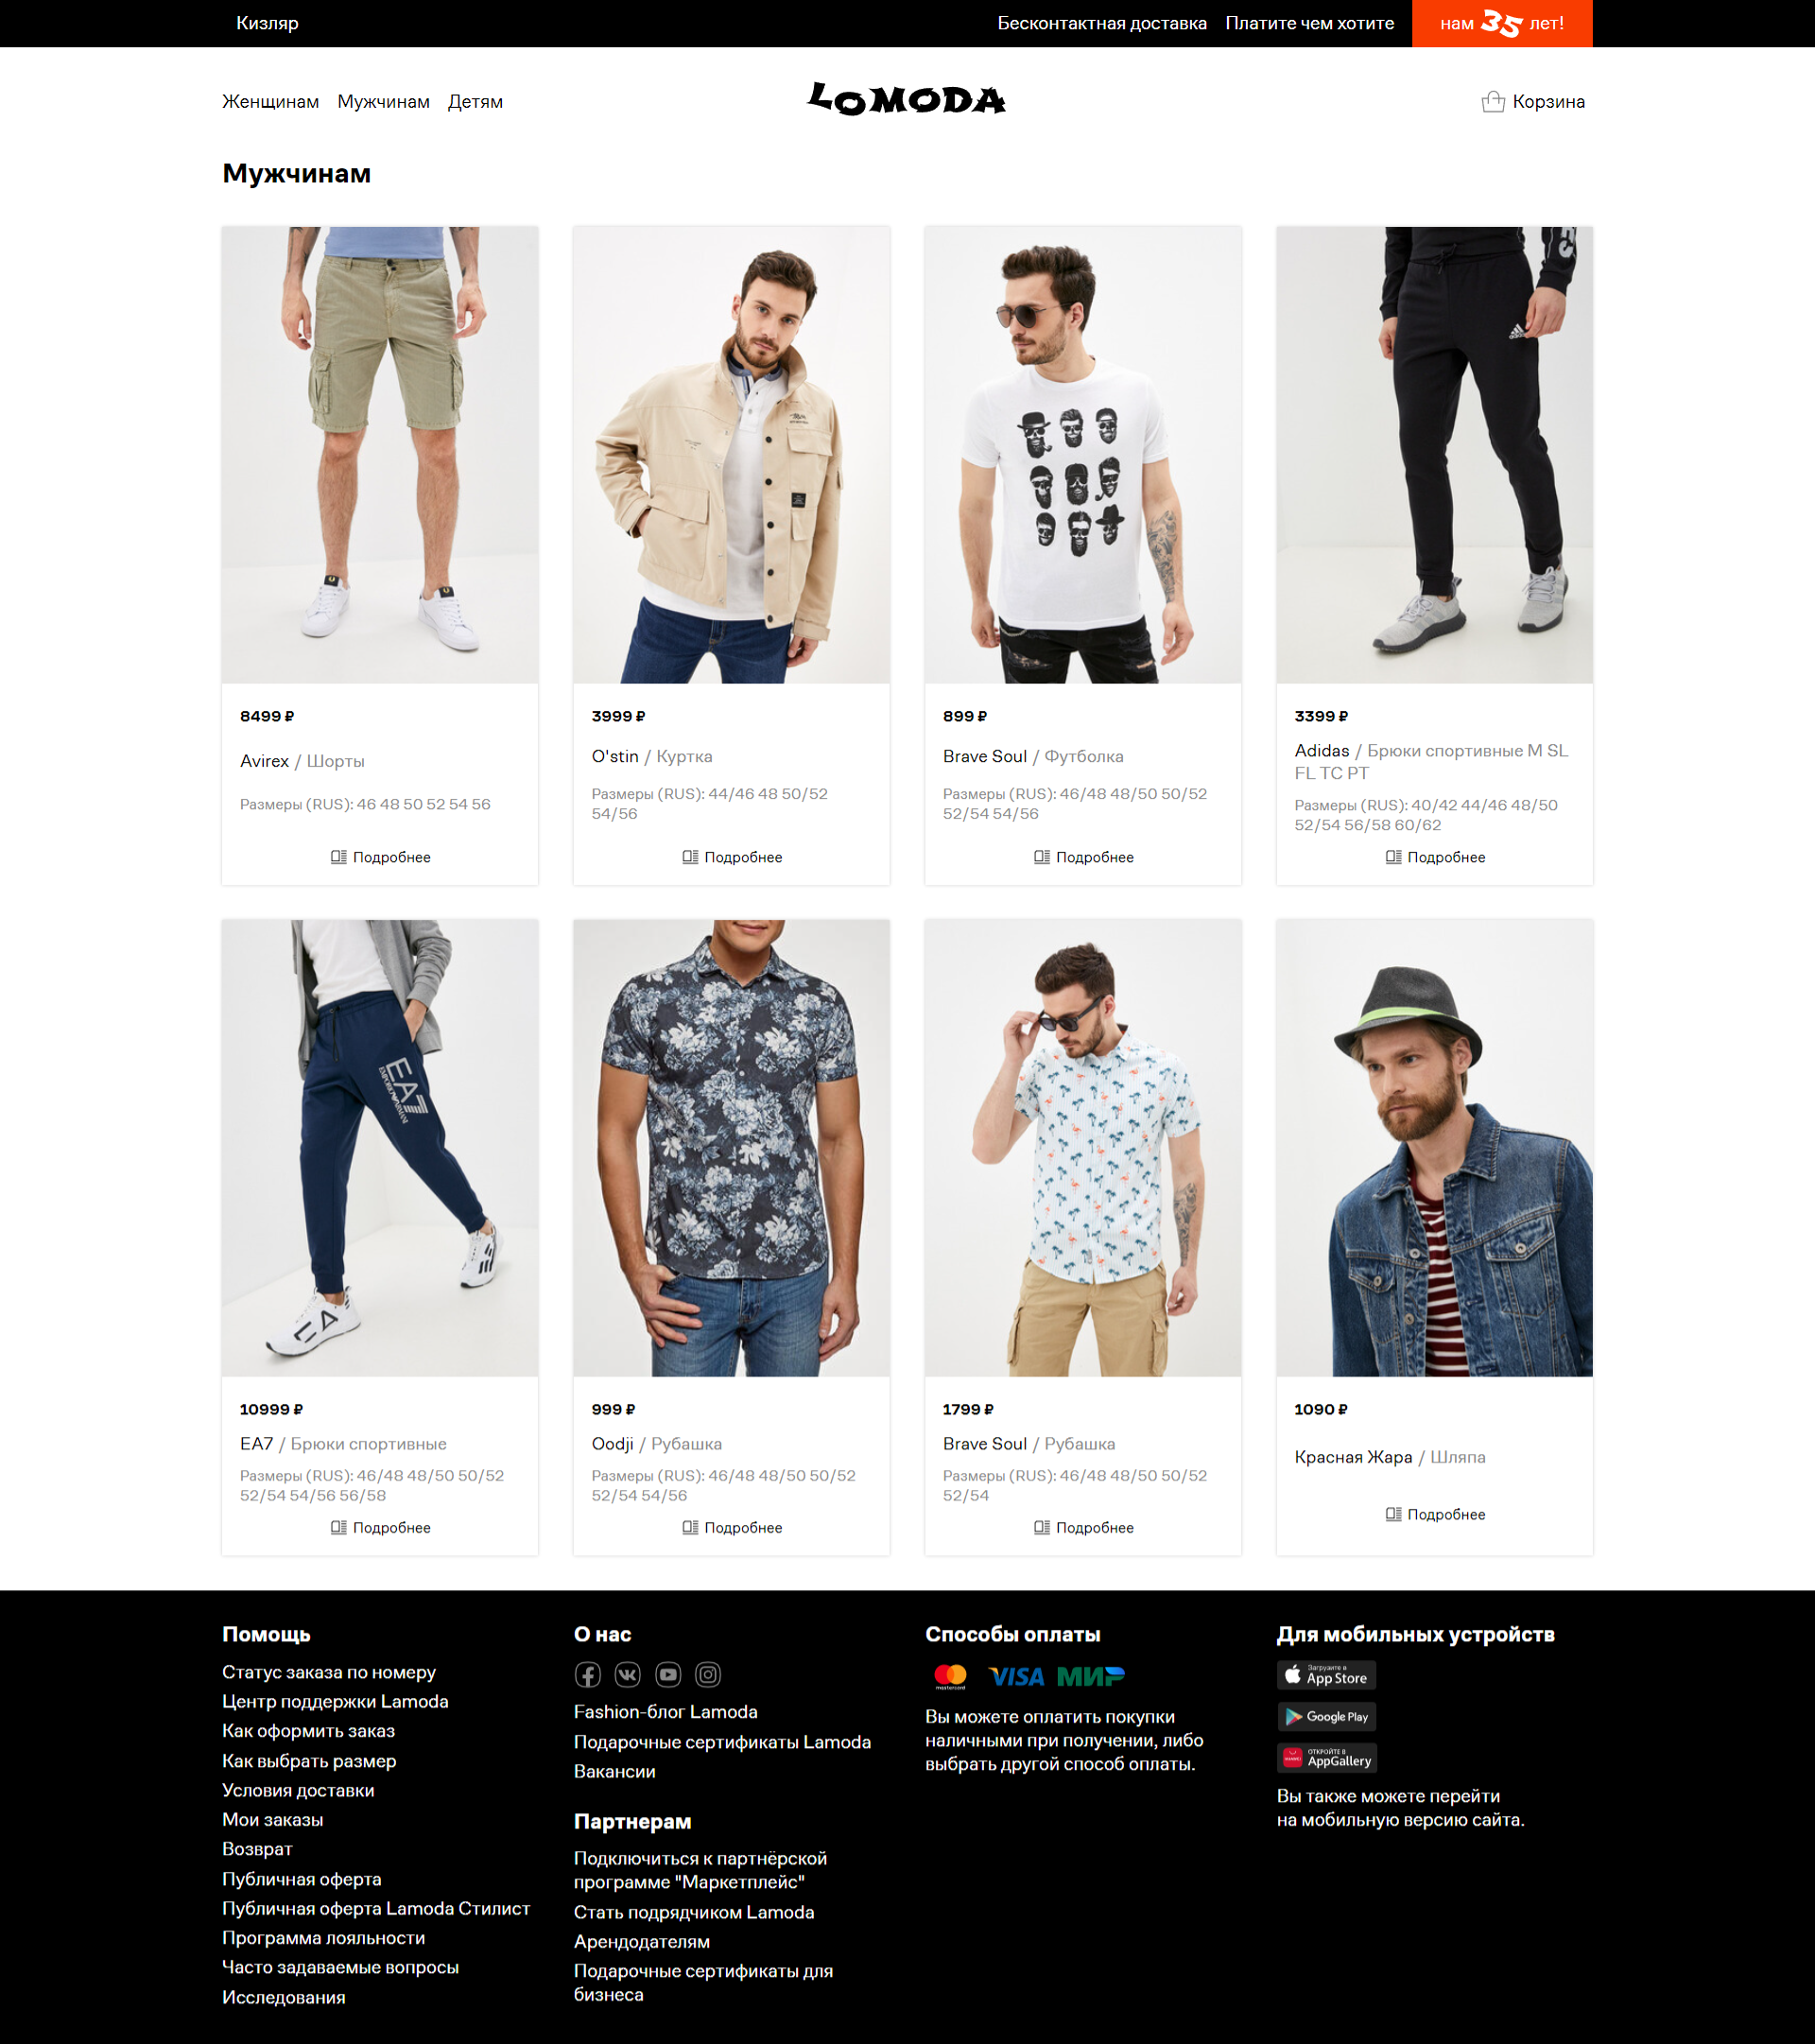 Кизляр
Бесконтактная доставка
Платите чем хотите
нам 35 лет!
Женщинам
Мужчинам
Детям
LOMODA
Корзина
Мужчинам
adidas
8499 ₽
Avirex / Шорты
Размеры (RUS): 46 48 50 52 54 56
Подробнее
3999 ₽
O'stin / Куртка
Размеры (RUS): 44/46 48 50/52
54/56
Подробнее
899 ₽
Brave Soul / Футболка
Размеры (RUS): 46/48 48/50 50/52
52/54 54/56
Подробнее
3399 ₽
Adidas / Брюки спортивные M SL
FL TC PT
Размеры (RUS): 40/42 44/46 48/50
52/54 56/58 60/62
Подробнее
EA7
EMPORIO ARMANI
10999 ₽
EA7 / Брюки спортивные
Размеры (RUS): 46/48 48/50 50/52
52/54 54/56 56/58
Подробнее
999 ₽
Oodji / Рубашка
Размеры (RUS): 46/48 48/50 50/52
52/54 54/56
Подробнее
1799 ₽
Brave Soul / Рубашка
Размеры (RUS): 46/48 48/50 50/52
52/54
Подробнее
1090 ₽
Красная Жара / Шляпа
Подробнее
Помощь
Статус заказа по номеру
Центр поддержки Lamoda
Как оформить заказ
Как выбрать размер
Условия доставки
Мои заказы
Возврат
Публичная оферта
Публичная оферта Lamoda Стилист
Программа лояльности
Часто задаваемые вопросы
Исследования
О нас
Fashion-блог Lamoda
Подарочные сертификаты Lamoda
Вакансии
Партнерам
Подключиться к партнёрской
программе "Маркетплейс"
Стать подрядчиком Lamoda
Арендодателям
Подарочные сертификаты для
бизнеса
Способы оплаты
mastercard
VISA
МИР
Вы можете оплатить покупки
наличными при получении, либо
выбрать другой способ оплаты.
Для мобильных устройств
Загрузите в
App Store
Google Play
HUAWEI
ОТКРОЙТЕ В
AppGallery
Вы также можете перейти
на мобильную версию сайта.